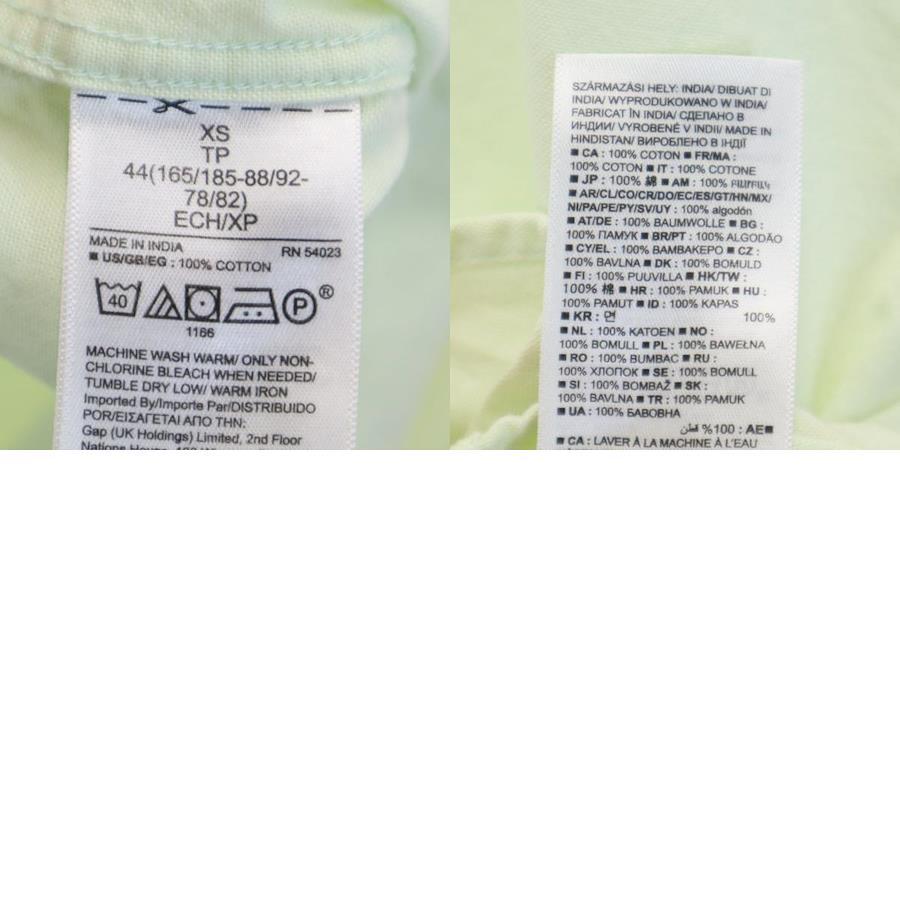 XS
TP
44(165/185-88/92-
78/82)
ECH/XP
MADE IN INDIA
RN 54023
■ US/GB/EG : 100% COTTON
40
P ®
1166
MACHINE WASH WARM/ ONLY NON-
CHLORINE BLEACH WHEN NEEDED/
TUMBLE DRY LOW/ WARM IRON
Imported By/Importe Par/DISTRIBUIDO
POR/ΕΙΣΑΓΕΤΑΙ ΑΠΟ ΤΗΝ:
Gap (UK Holdings) Limited, 2nd Floor
Nations House
SZÁRMAZÁSI HELY: INDIA/ DIBUAT DI
INDIA/ WYPRODUKOWANO W INDIA/
FABRICAT ÎN INDIA/ СДЕЛАНО В
ИНДИИ/ VYROBENÉ V INDII/ MADE IN
HINDISTAN/ ВИРОБЛЕНО В ІНДІЇ
■ CA : 100% COTON ■ FR/MA :
100% COTON ■ IT : 100% COTONE
■ JP : 100% 綿 ■ AM : 100%
■ AR/CL/CO/CR/DO/EC/ES/GT/HN/MX/
NI/PA/PE/PY/SV/UY : 100% algodón
■ AT/DE : 100% BAUMWOLLE ■ BG :
100% ПАМУК ■ BR/PT : 100% ALGODÃO
■ CY/EL : 100% ΒΑΜΒΑΚΕΡΟ ■ CZ :
100% BAVLNA ■ DK : 100% BOMULD
■ FI : 100% PUUVILLA ■ HK/TW :
100% 棉 ■ HR : 100% PAMUK ■ HU :
100% PAMUT ■ ID : 100% KAPAS
■ KR : 면 100%
■ NL : 100% KATOEN ■ NO :
100% BOMULL ■ PL : 100% BAWEŁNA
■ RO : 100% BUMBAC ■ RU :
100% ХЛОПОК ■ SE : 100% BOMULL
■ SI : 100% BOMBAŽ ■ SK :
100% BAVLNA ■ TR : 100% PAMUK
■ UA : 100% БАВОВНА
قطن %100 : AE■
■ CA : LAVER À LA MACHINE À L'EAU